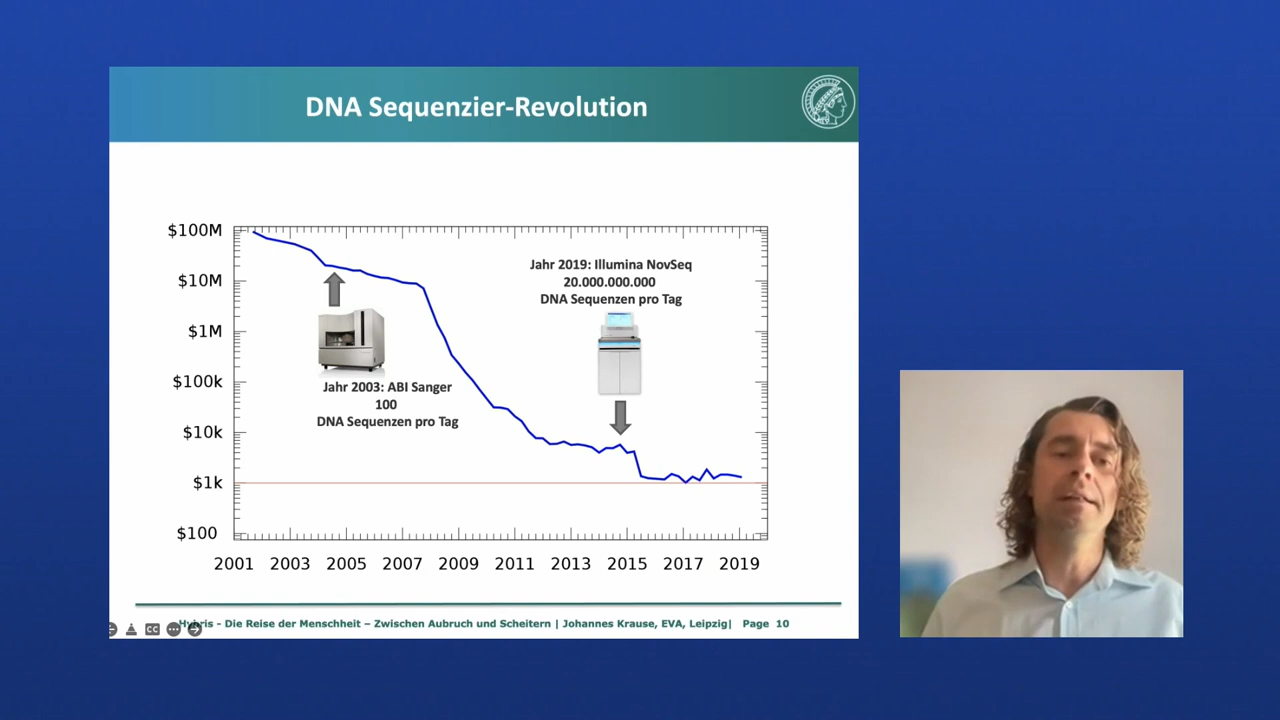 DNA Sequenzier-Revolution
$100M
$10M
$1M
$100k
$10k
$1k
$100
Jahr 2019: Illumina NovSeq
20.000.000.000
DNA Sequenzen pro Tag
Jahr 2003: ABI Sanger
100
DNA Sequenzen pro Tag
2001 2003 2005 2007 2009 2011 2013 2015 2017 2019
CC
- Die Reise der Menschheit – Zwischen Aubruch und Scheitern | Johannes Krause, EVA, Leipzig| Page 10